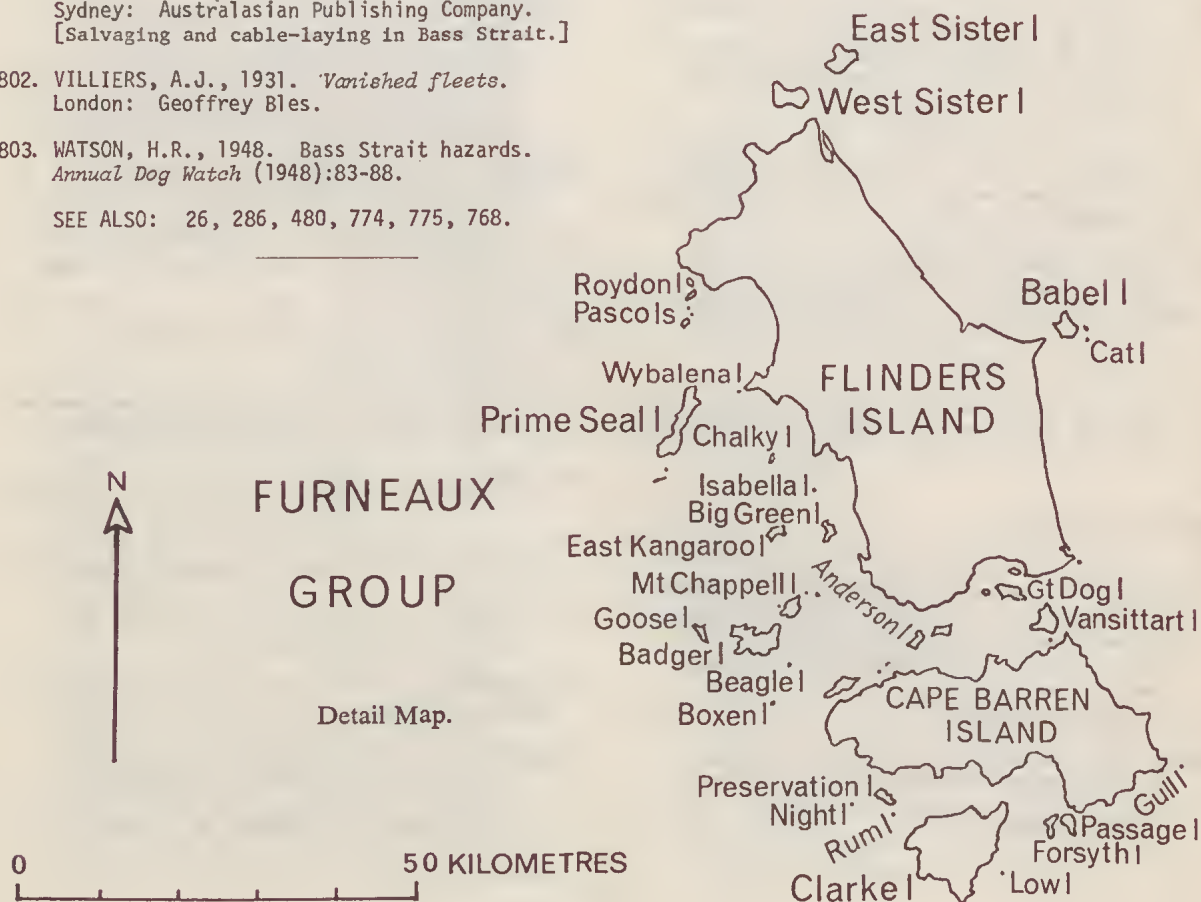 Sydney: Australasian Publishing Company.
[Salvaging and cable-laying in Bass Strait.]
802. VILLIERS, A.J., 1931. Vanished fleets.
London: Geoffrey Bles.
803. WATSON, H.R., 1948. Bass Strait hazards.
Annual Dog Watch (1948):83-88.
SEE ALSO: 26, 286, 480, 774, 775, 768.
East Sister I
West Sister I
Roydon I
Pasco Is
Babel I
Cat I
Wybalena I
FLINDERS
ISLAND
Prime Seal I
Chalky I
N
FURNEAUX
GROUP
Isabella I
Big Green I
East Kangaroo I
Mt Chappell I
Anderson I
Gt Dog I
Goose I
Vansittart I
Badger I
Beagle I
Boxen I
CAPE BARREN
ISLAND
Detail Map.
Preservation I
Night I
Rum I
Gull I
Passage I
Forsyth I
Clarke I
Low I
0 50 KILOMETRES